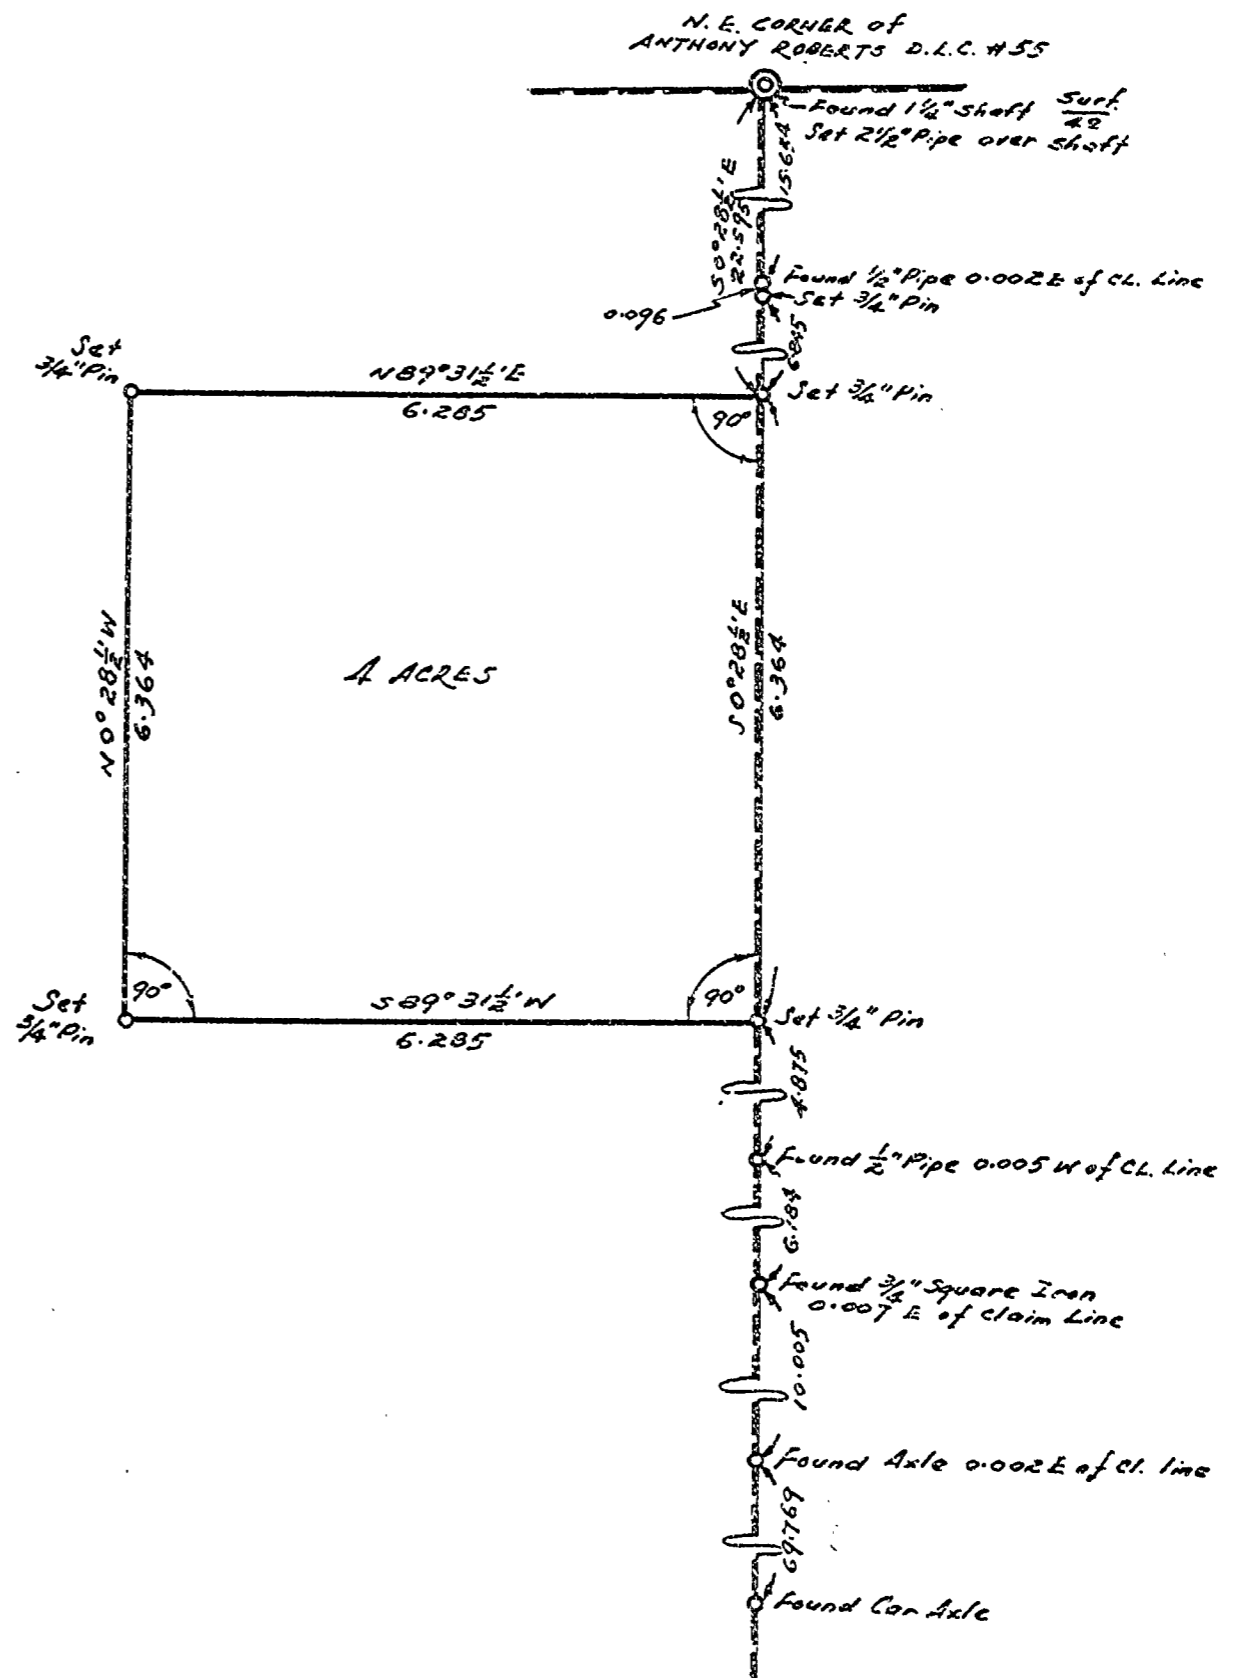 N.E. CORNER of
ANTHONY ROBERTS D.L.C. #55
Found 1¼" Shaft Surf.
Set 2½" Pipe over shaft
15.654
S0°28½'E
22.595
Found ½" Pipe 0.002 E of CL. Line
Set ¾" Pin
0.096
6.845
Set
¾" Pin
N89°31½'E
6.285
Set ¾" Pin
90°
N0°28½'W
6.364
4 ACRES
S0°28½'E
6.364
90°
90°
Set
¾" Pin
S89°31½'W
6.285
Set ¾" Pin
4.875
Found ½" Pipe 0.005 W of CL. Line
6.184
Found ¾" Square Iron
0.007 E of Claim Line
10.005
Found Axle 0.002 E of Cl. line
69.769
Found Car Axle